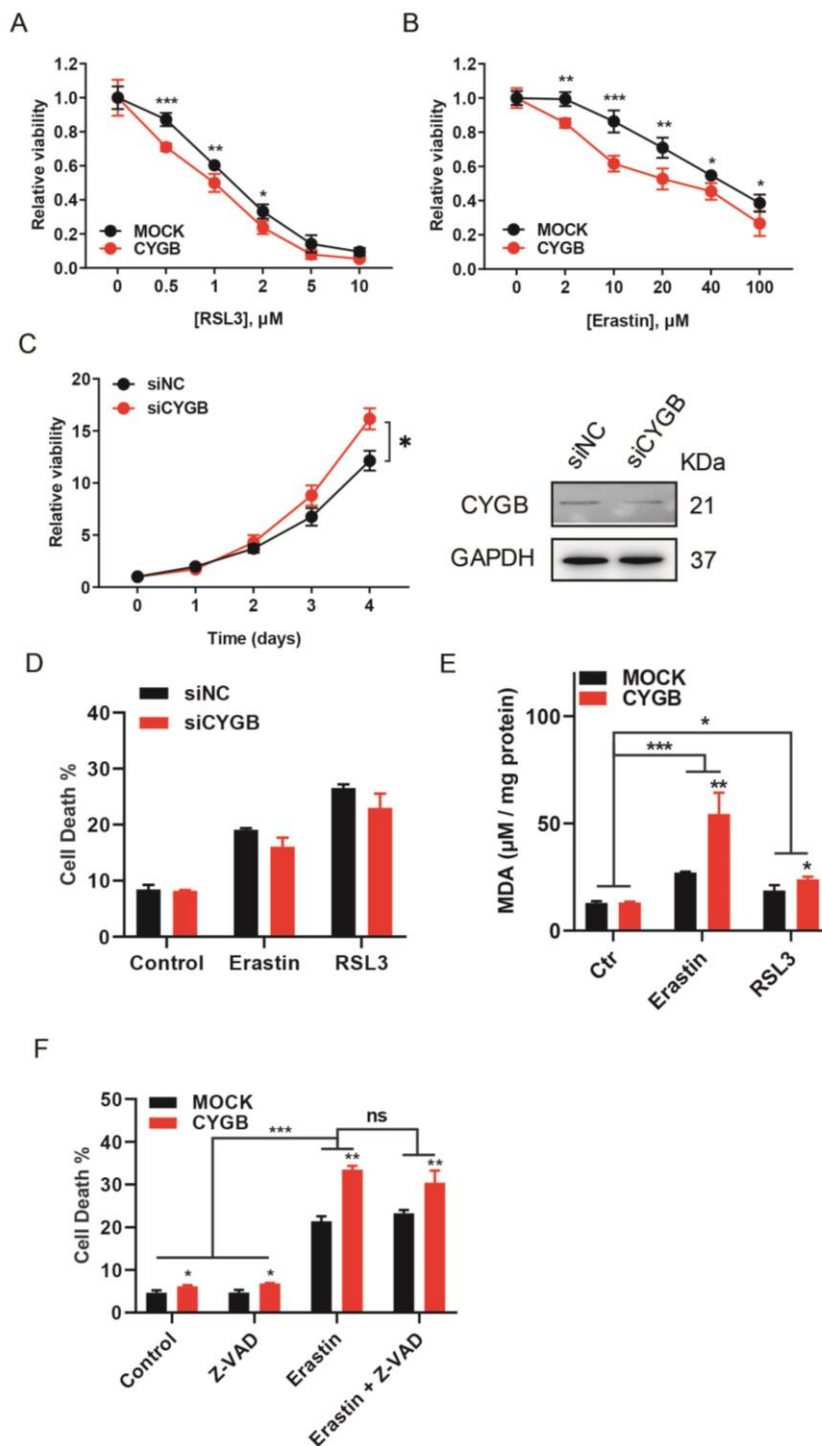 A
1.2
1.0
0.8
0.6
0.4
0.2
0.0
Relative viability
***
**
*
MOCK
CYGB
0 0.5 1 2 5 10
[RSL3], μM
B
1.2
1.0
0.8
0.6
0.4
0.2
0.0
Relative viability
**
***
**
*
*
MOCK
CYGB
0 2 10 20 40 100
[Erastin], μM
C
siNC
siCYGB
20
15
10
5
0
Relative viability
*
0 1 2 3 4
Time (days)
siNC siCYGB KDa
CYGB 21
GAPDH 37
D
siNC
siCYGB
40
30
20
10
0
Cell Death %
Control Erastin RSL3
E
MOCK
CYGB
100
50
0
MDA (μM / mg protein)
*
***
**
*
Ctr Erastin RSL3
F
MOCK
CYGB
50
40
30
20
10
0
Cell Death %
*** ns
** **
* *
Control Z-VAD Erastin Erastin + Z-VAD